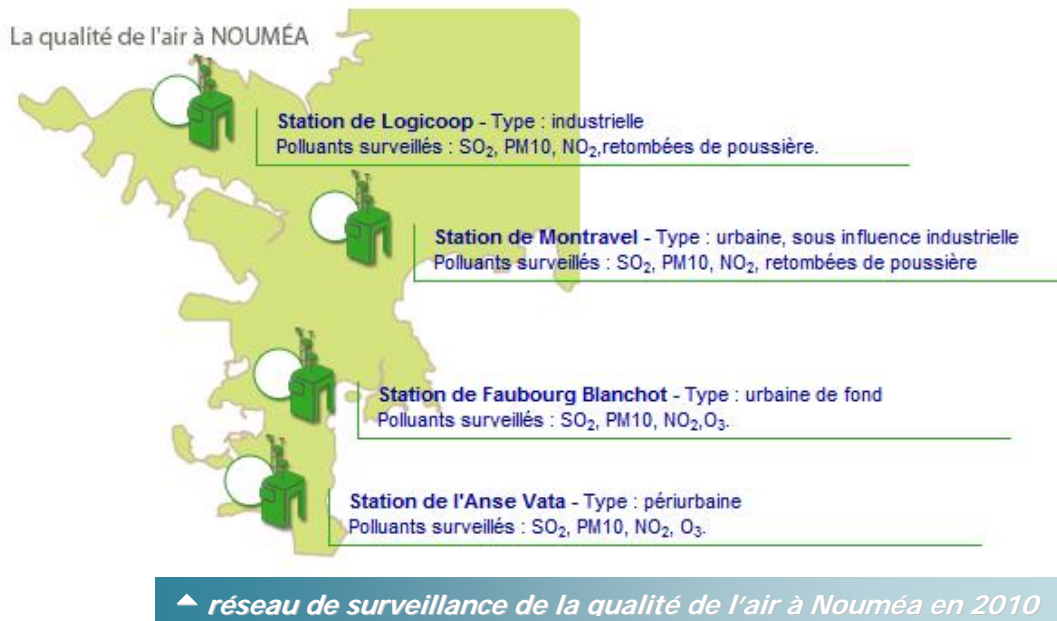 La qualité de l'air à NOUMÉA
Station de Logicoop - Type : industrielle
Polluants surveillés : SO₂, PM10, NO₂,retombées de poussière.
Station de Montravel - Type : urbaine, sous influence industrielle
Polluants surveillés : SO₂, PM10, NO₂, retombées de poussière
Station de Faubourg Blanchot - Type : urbaine de fond
Polluants surveillés : SO₂, PM10, NO₂,O₃.
Station de l'Anse Vata - Type : périurbaine
Polluants surveillés : SO₂, PM10, NO₂, O₃.
réseau de surveillance de la qualité de l'air à Nouméa en 2010